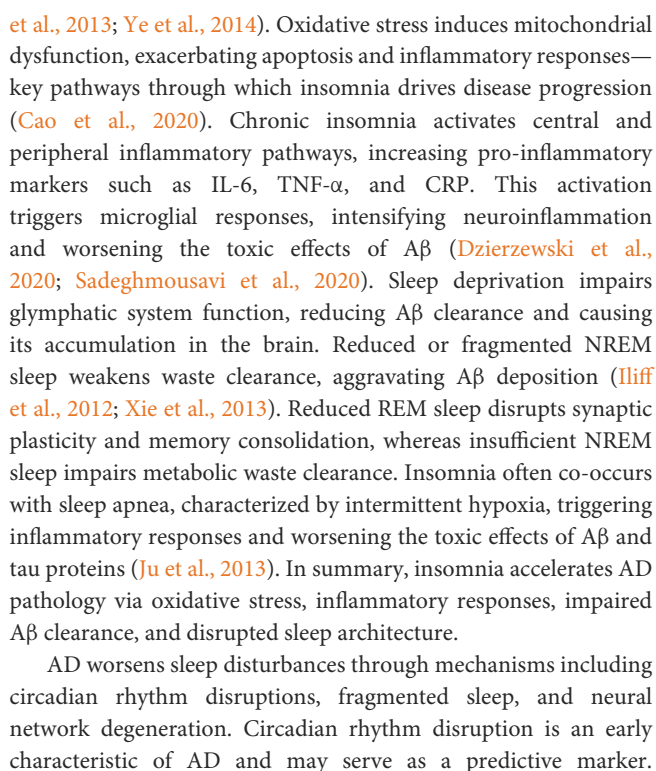 et al., 2013; Ye et al., 2014). Oxidative stress induces mitochondrial
dysfunction, exacerbating apoptosis and inflammatory responses—
key pathways through which insomnia drives disease progression
(Cao et al., 2020). Chronic insomnia activates central and
peripheral inflammatory pathways, increasing pro-inflammatory
markers such as IL-6, TNF-α, and CRP. This activation
triggers microglial responses, intensifying neuroinflammation
and worsening the toxic effects of Aβ (Dzierzewski et al.,
2020; Sadeghmousavi et al., 2020). Sleep deprivation impairs
glymphatic system function, reducing Aβ clearance and causing
its accumulation in the brain. Reduced or fragmented NREM
sleep weakens waste clearance, aggravating Aβ deposition (Iliff
et al., 2012; Xie et al., 2013). Reduced REM sleep disrupts synaptic
plasticity and memory consolidation, whereas insufficient NREM
sleep impairs metabolic waste clearance. Insomnia often co-occurs
with sleep apnea, characterized by intermittent hypoxia, triggering
inflammatory responses and worsening the toxic effects of Aβ and
tau proteins (Ju et al., 2013). In summary, insomnia accelerates AD
pathology via oxidative stress, inflammatory responses, impaired
Aβ clearance, and disrupted sleep architecture.
AD worsens sleep disturbances through mechanisms including
circadian rhythm disruptions, fragmented sleep, and neural
network degeneration. Circadian rhythm disruption is an early
characteristic of AD and may serve as a predictive marker.